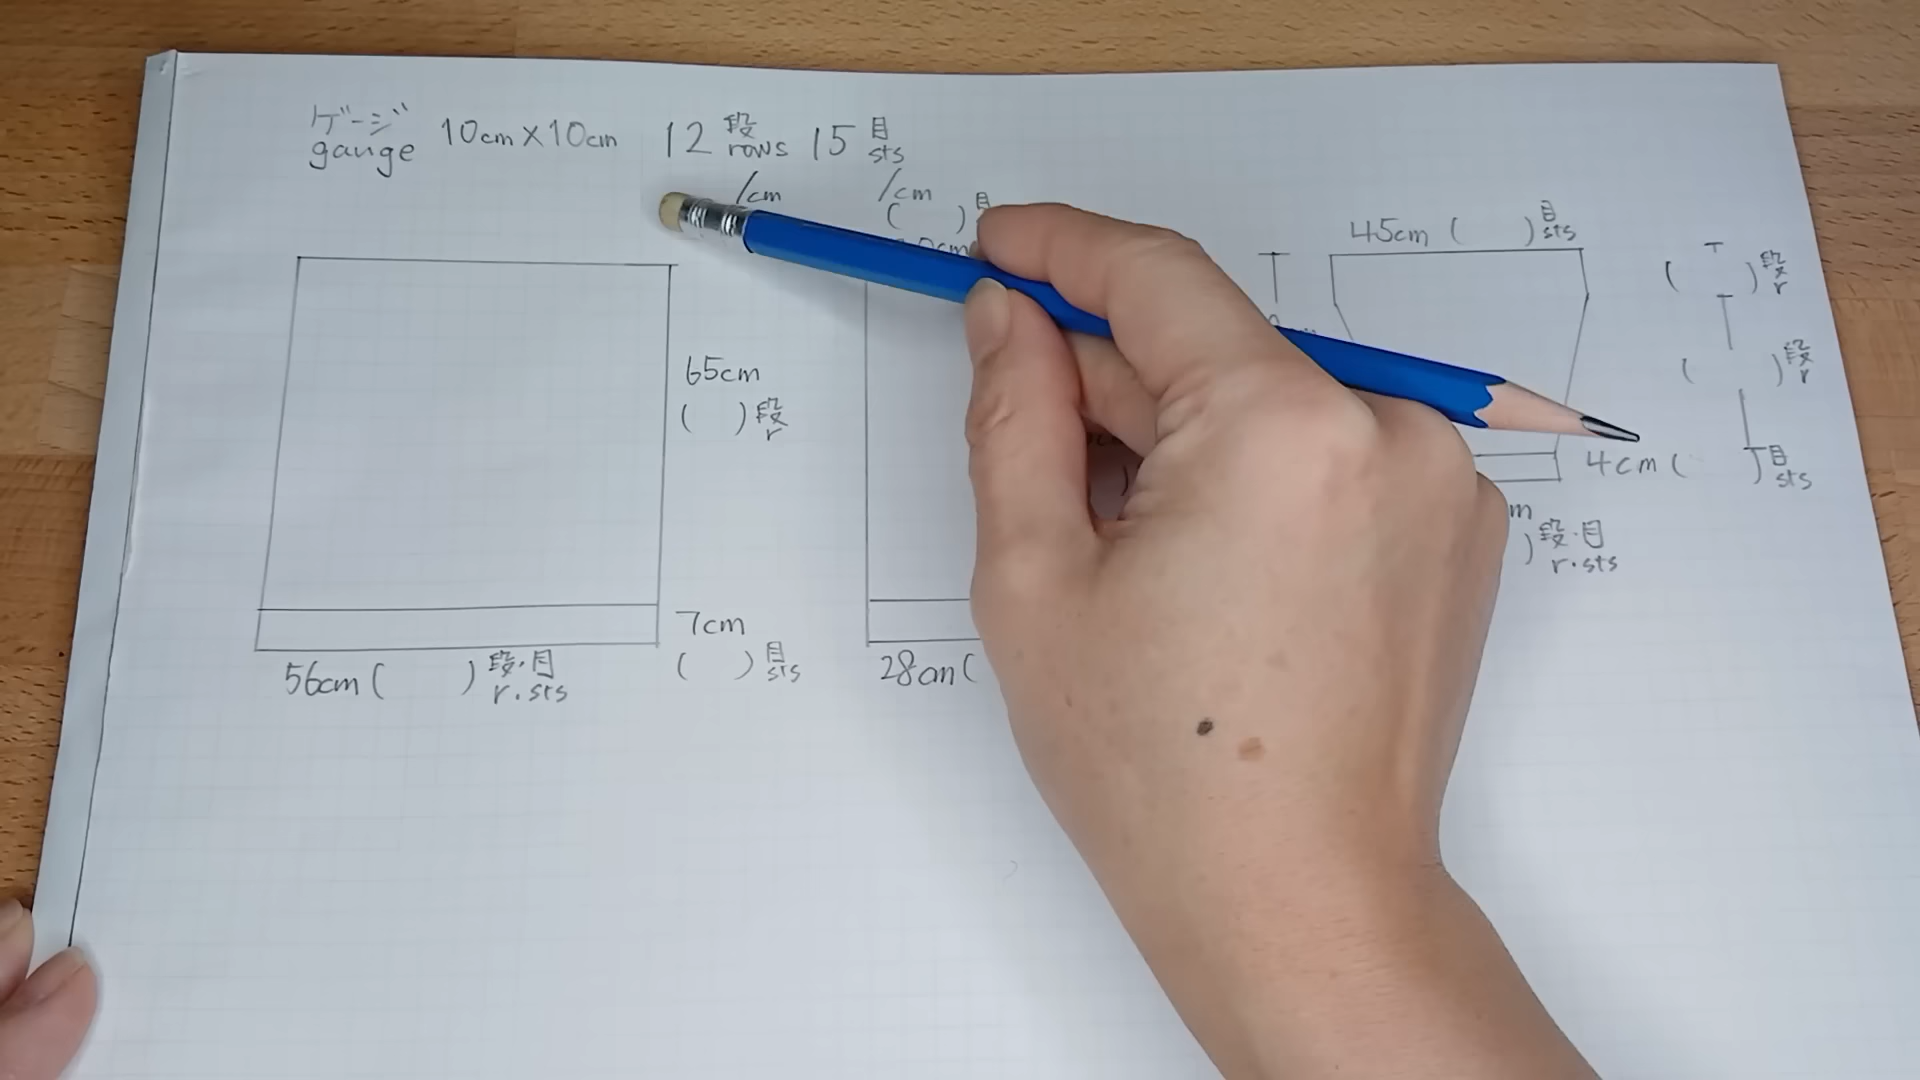 ゲージ
gauge
10cm×10cm 12 段 rows 15 目 sts
/cm /cm
( ) 目
65cm
( ) 段 r
7cm
( ) 目 sts
56cm ( ) 段・目 r.sts
28cm (
45cm ( ) 目 sts
( ) 段 r
( ) 段 r
4cm ( ) 目 sts
) 段・目 r.sts